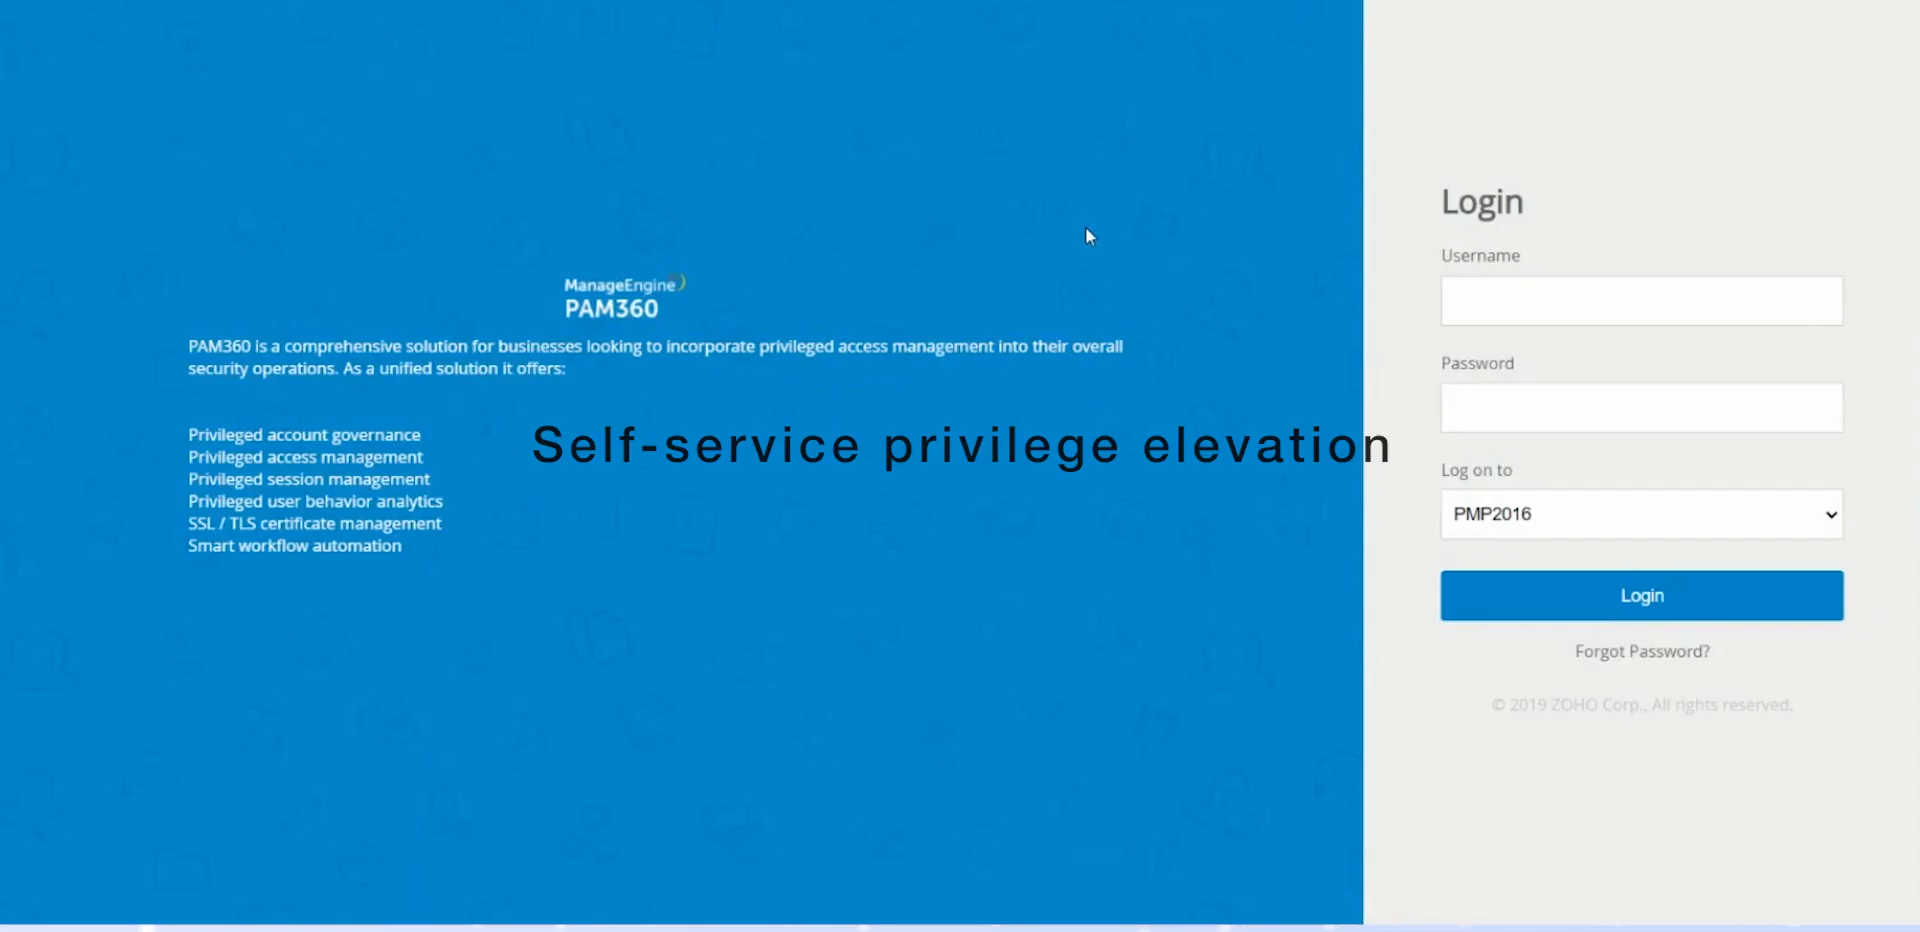 ManageEngine
PAM360
PAM360 is a comprehensive solution for businesses looking to incorporate privileged access management into their overall
security operations. As a unified solution it offers:
Privileged account governance
Privileged access management
Privileged session management
Privileged user behavior analytics
SSL / TLS certificate management
Smart workflow automation
Self-service privilege elevation
Login
Username
Password
Log on to
PMP2016
Login
Forgot Password?
© 2019 ZOHO Corp., All rights reserved.